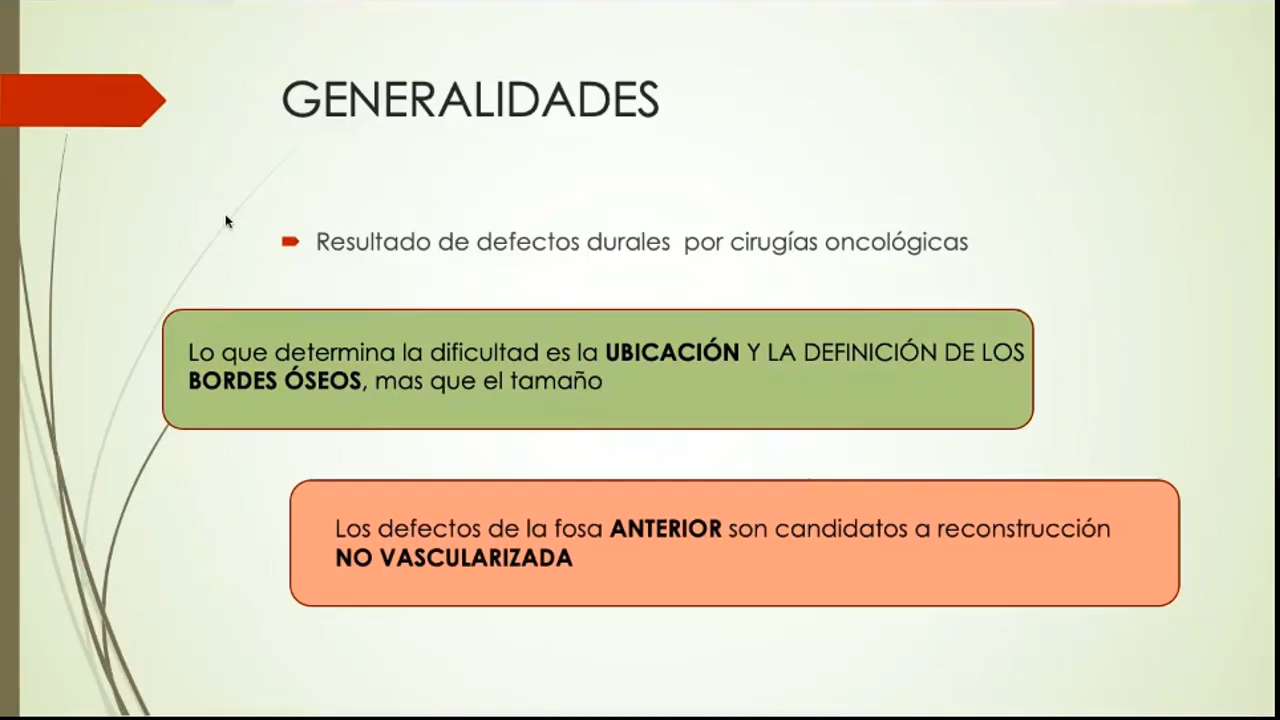 GENERALIDADES
Resultado de defectos durales por cirugías oncológicas
Lo que determina la dificultad es la UBICACIÓN Y LA DEFINICIÓN DE LOS
BORDES ÓSEOS, mas que el tamaño
Los defectos de la fosa ANTERIOR son candidatos a reconstrucción
NO VASCULARIZADA